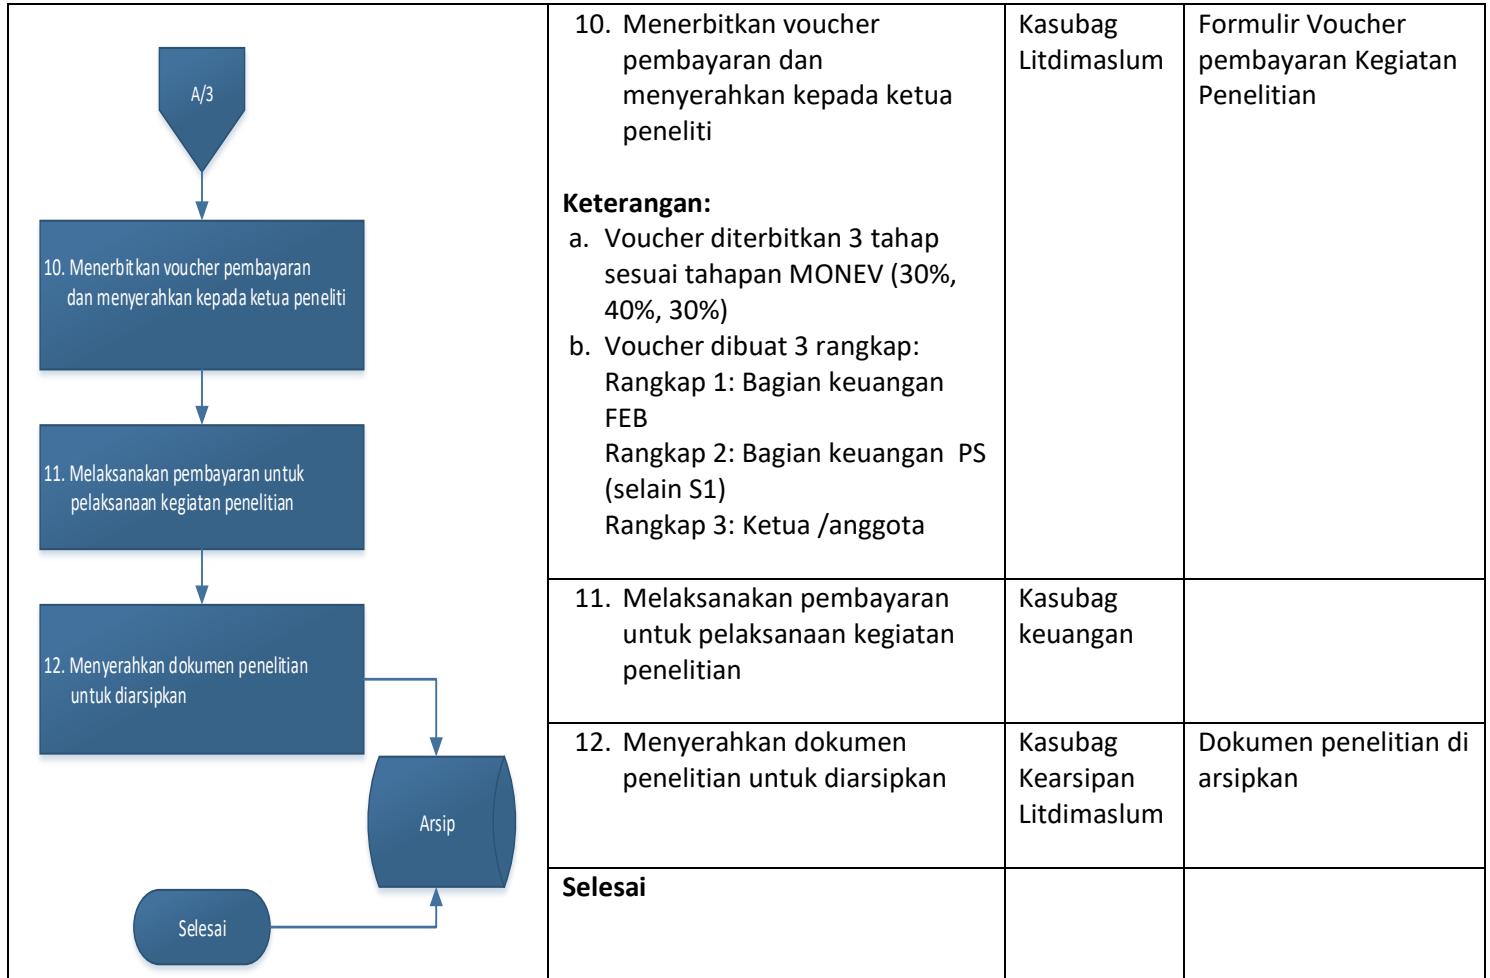 A/3
10. Menerbitkan voucher pembayaran
dan menyerahkan kepada ketua peneliti
11. Melaksanakan pembayaran untuk
pelaksanaan kegiatan penelitian
12. Menyerahkan dokumen penelitian
untuk diarsipkan
Arsip
Selesai
10. Menerbitkan voucher
pembayaran dan
menyerahkan kepada ketua
peneliti
Keterangan:
a. Voucher diterbitkan 3 tahap
sesuai tahapan MONEV (30%,
40%, 30%)
b. Voucher dibuat 3 rangkap:
Rangkap 1: Bagian keuangan
FEB
Rangkap 2: Bagian keuangan PS
(selain S1)
Rangkap 3: Ketua /anggota
Kasubag
Litdimaslum
Formulir Voucher
pembayaran Kegiatan
Penelitian
11. Melaksanakan pembayaran
untuk pelaksanaan kegiatan
penelitian
Kasubag
keuangan
12. Menyerahkan dokumen
penelitian untuk diarsipkan
Kasubag
Kearsipan
Litdimaslum
Dokumen penelitian di
arsipkan
Selesai